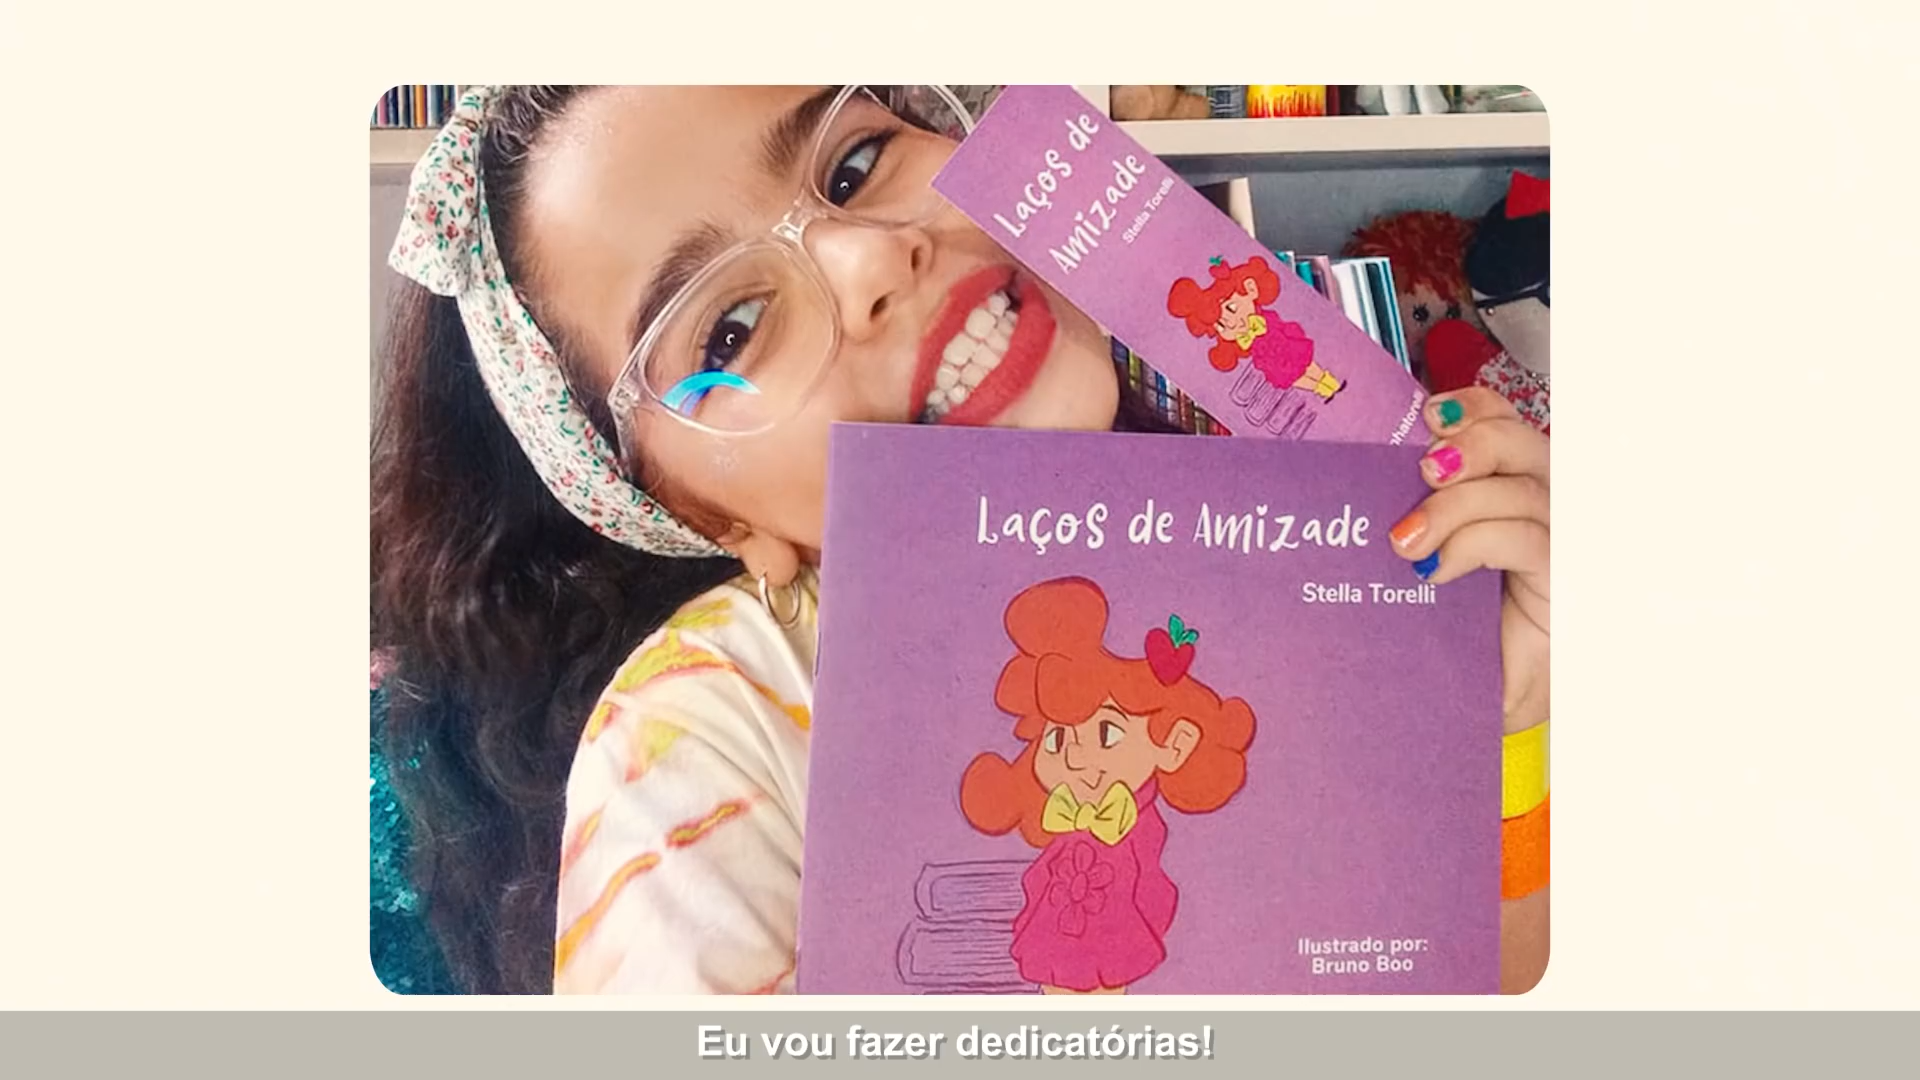 Laços de
Amizade
Stella Torelli
Laços de Amizade
Stella Torelli
Ilustrado por:
Bruno Boo
Eu vou fazer dedicatórias!